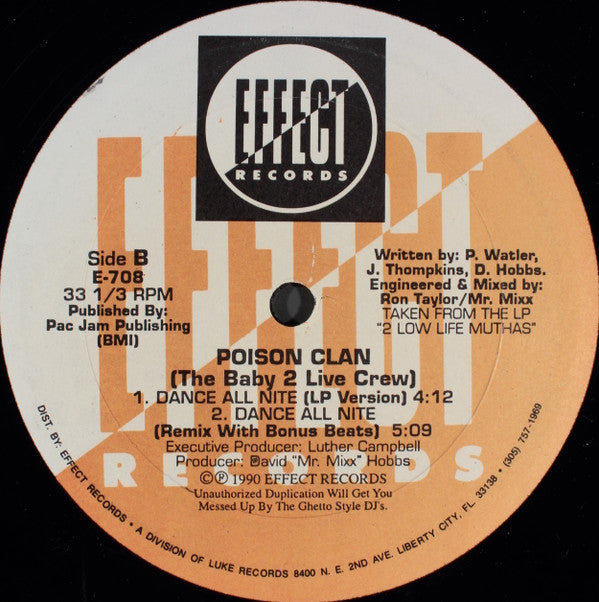 EFFECT
RECORDS
EFFECT
Side B
E-708
33 1/3 RPM
Published By:
Pac Jam Publishing
(BMI)
Written by: P. Watler,
J. Thompkins, D. Hobbs.
Engineered & Mixed by:
Ron Taylor/Mr. Mixx
TAKEN FROM THE LP
"2 LOW LIFE MUTHAS"
POISON CLAN
(The Baby 2 Live Crew)
1. DANCE ALL NITE (LP Version) 4:12
2. DANCE ALL NITE
(Remix With Bonus Beats) 5:09
Executive Producer: Luther Campbell
Producer: David "Mr. Mixx" Hobbs
RECORDS
©℗ 1990 EFFECT RECORDS
Unauthorized Duplication Will Get You
Messed Up By The Ghetto Style DJ's.
DIST. BY: EFFECT RECORDS • A DIVISION OF LUKE RECORDS 8400 N. E. 2ND AVE. LIBERTY CITY, FL 33138 • (305) 757-1969